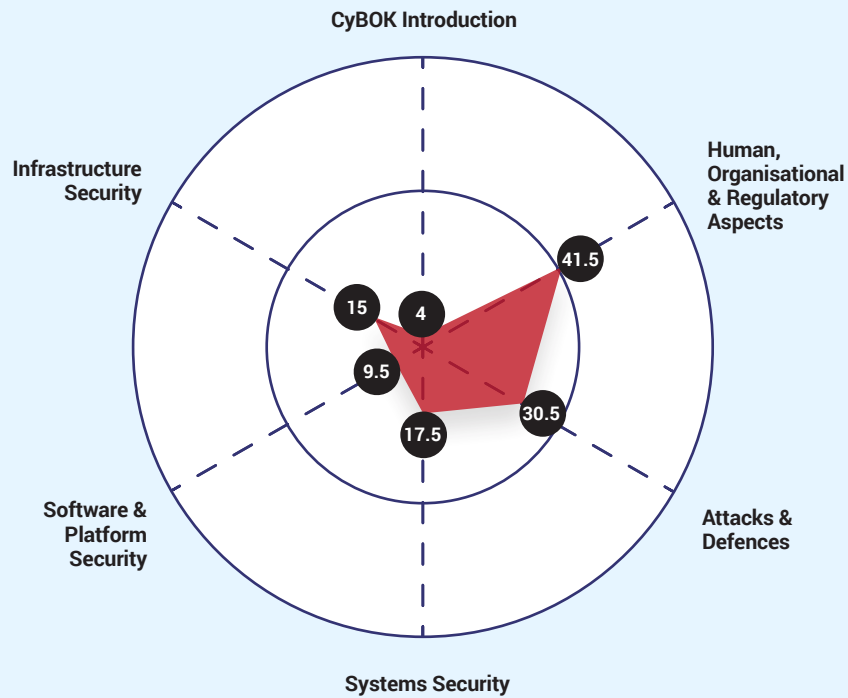 CyBOK Introduction
Infrastructure
Security
Human,
Organisational
& Regulatory
Aspects
41.5
15
4
9.5
30.5
17.5
Software &
Platform
Security
Attacks &
Defences
Systems Security